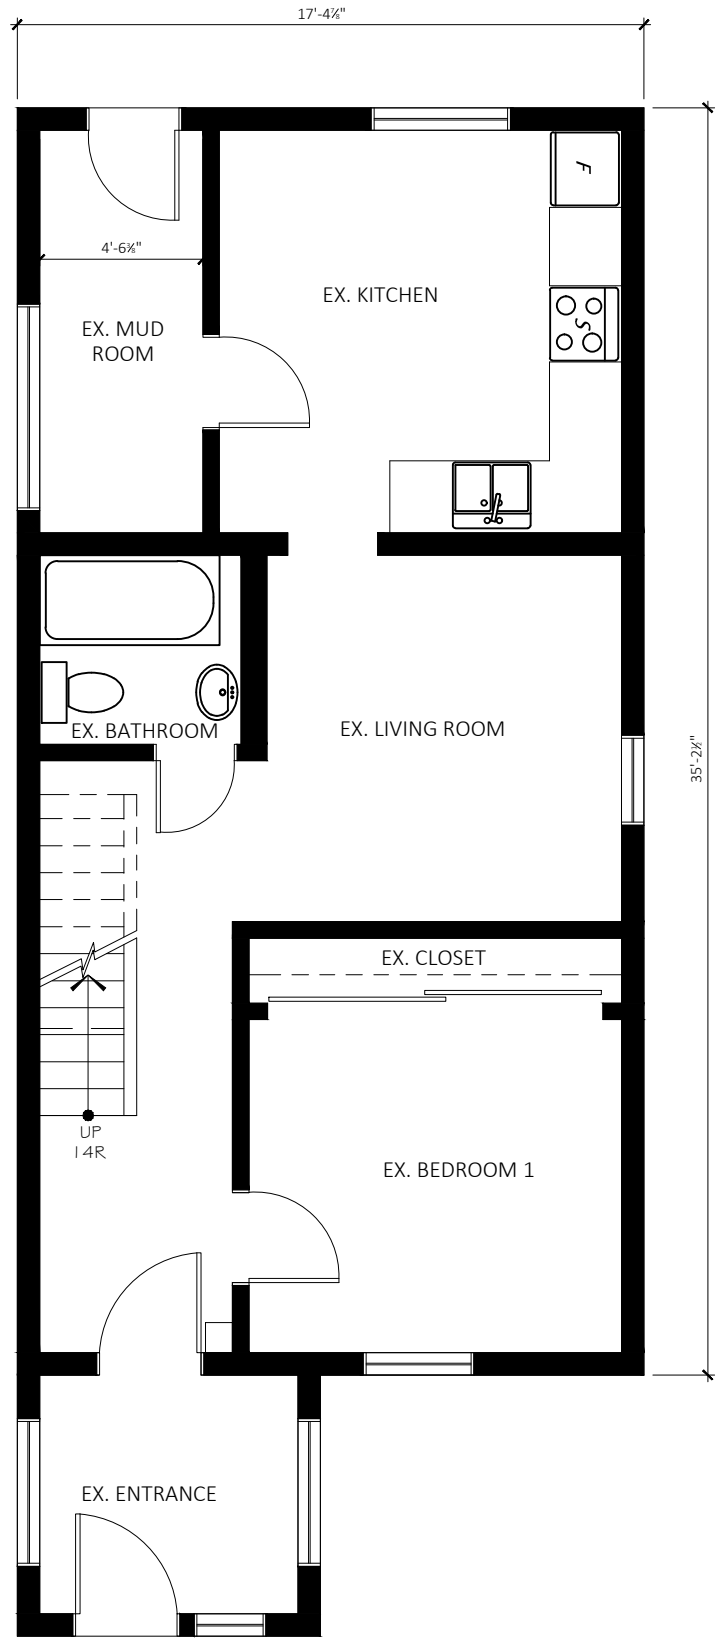 17'-4⅞"
F
4'-6⅜"
EX. KITCHEN
EX. MUD
ROOM
S
EX. BATHROOM
EX. LIVING ROOM
35'-2½"
EX. CLOSET
UP
14R
EX. BEDROOM 1
EX. ENTRANCE